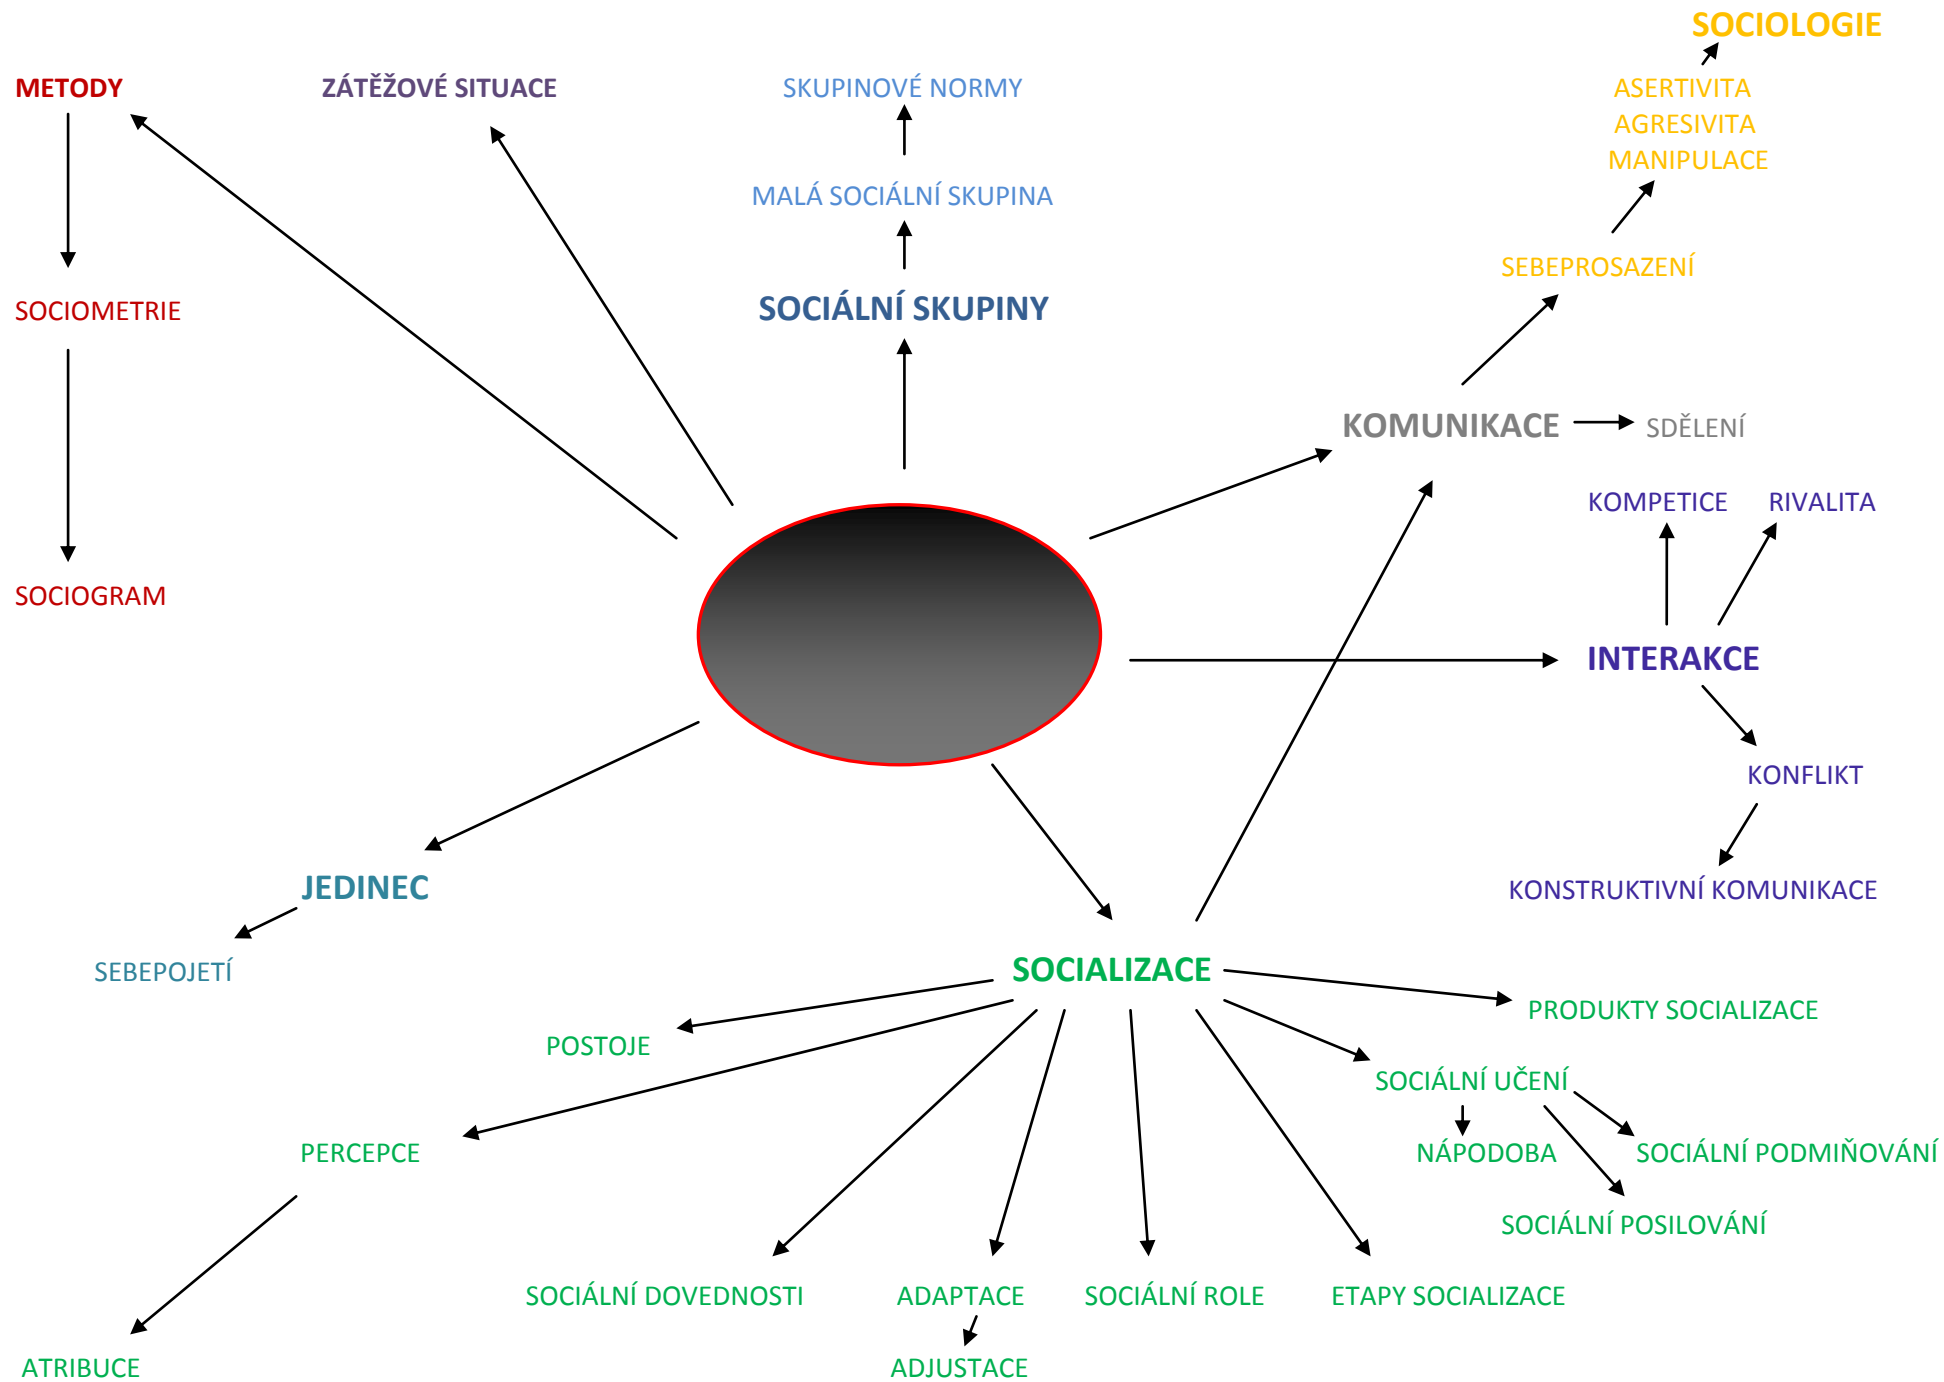 SOCIOLOGIE
METODY
ZÁTĚŽOVÉ SITUACE
SKUPINOVÉ NORMY
ASERTIVITA
AGRESIVITA
MANIPULACE
MALÁ SOCIÁLNÍ SKUPINA
SEBEPROSAZENÍ
SOCIOMETRIE
SOCIÁLNÍ SKUPINY
KOMUNIKACE
SDĚLENÍ
KOMPETICE
RIVALITA
SOCIOGRAM
INTERAKCE
KONFLIKT
JEDINEC
KONSTRUKTIVNÍ KOMUNIKACE
SEBEPOJETÍ
SOCIALIZACE
PRODUKTY SOCIALIZACE
POSTOJE
SOCIÁLNÍ UČENÍ
PERCEPCE
NÁPODOBA
SOCIÁLNÍ PODMIŇOVÁNÍ
SOCIÁLNÍ POSILOVÁNÍ
SOCIÁLNÍ DOVEDNOSTI
ADAPTACE
SOCIÁLNÍ ROLE
ETAPY SOCIALIZACE
ATRIBUCE
ADJUSTACE